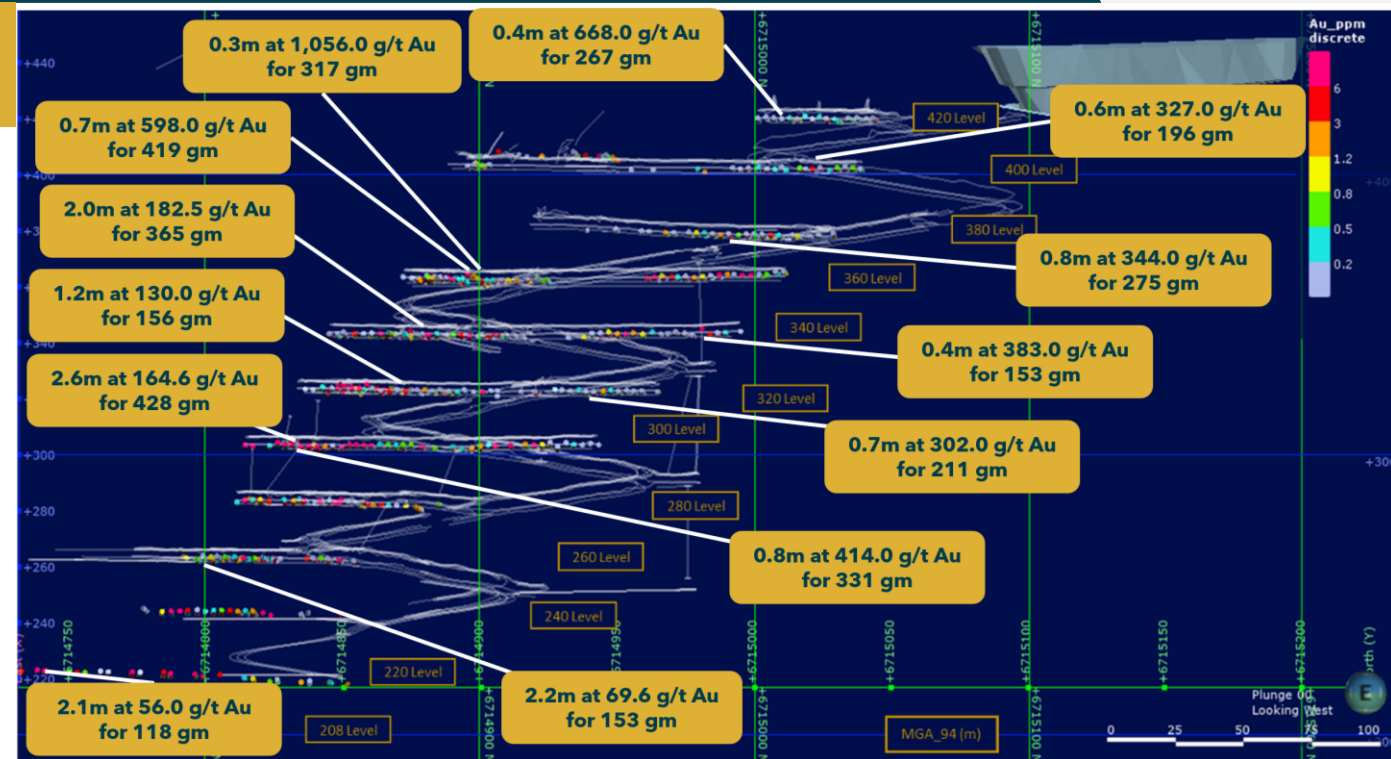 0.3m at 1,056.0 g/t Au
for 317 gm
0.4m at 668.0 g/t Au
for 267 gm
0.7m at 598.0 g/t Au
for 419 gm
0.6m at 327.0 g/t Au
for 196 gm
2.0m at 182.5 g/t Au
for 365 gm
0.8m at 344.0 g/t Au
for 275 gm
1.2m at 130.0 g/t Au
for 156 gm
0.4m at 383.0 g/t Au
for 153 gm
2.6m at 164.6 g/t Au
for 428 gm
0.7m at 302.0 g/t Au
for 211 gm
0.8m at 414.0 g/t Au
for 331 gm
2.1m at 56.0 g/t Au
for 118 gm
2.2m at 69.6 g/t Au
for 153 gm
420 Level
400 Level
380 Level
360 Level
340 Level
320 Level
300 Level
280 Level
260 Level
240 Level
220 Level
208 Level
MGA_94 (m)
Au_ppm
discrete
6
3
1.2
0.8
0.5
0.2
+440
+400
+340
+300
+280
+260
+240
+220
+6715000 N
+6715100 N
+6714750
+6714850
+6714900 N
+6714950
+6715000
+6715050
+6715100
+6715150
+6715200
+6715000 N
+6715100 N
Plunge 00
Looking West
E
0 25 50 75 100